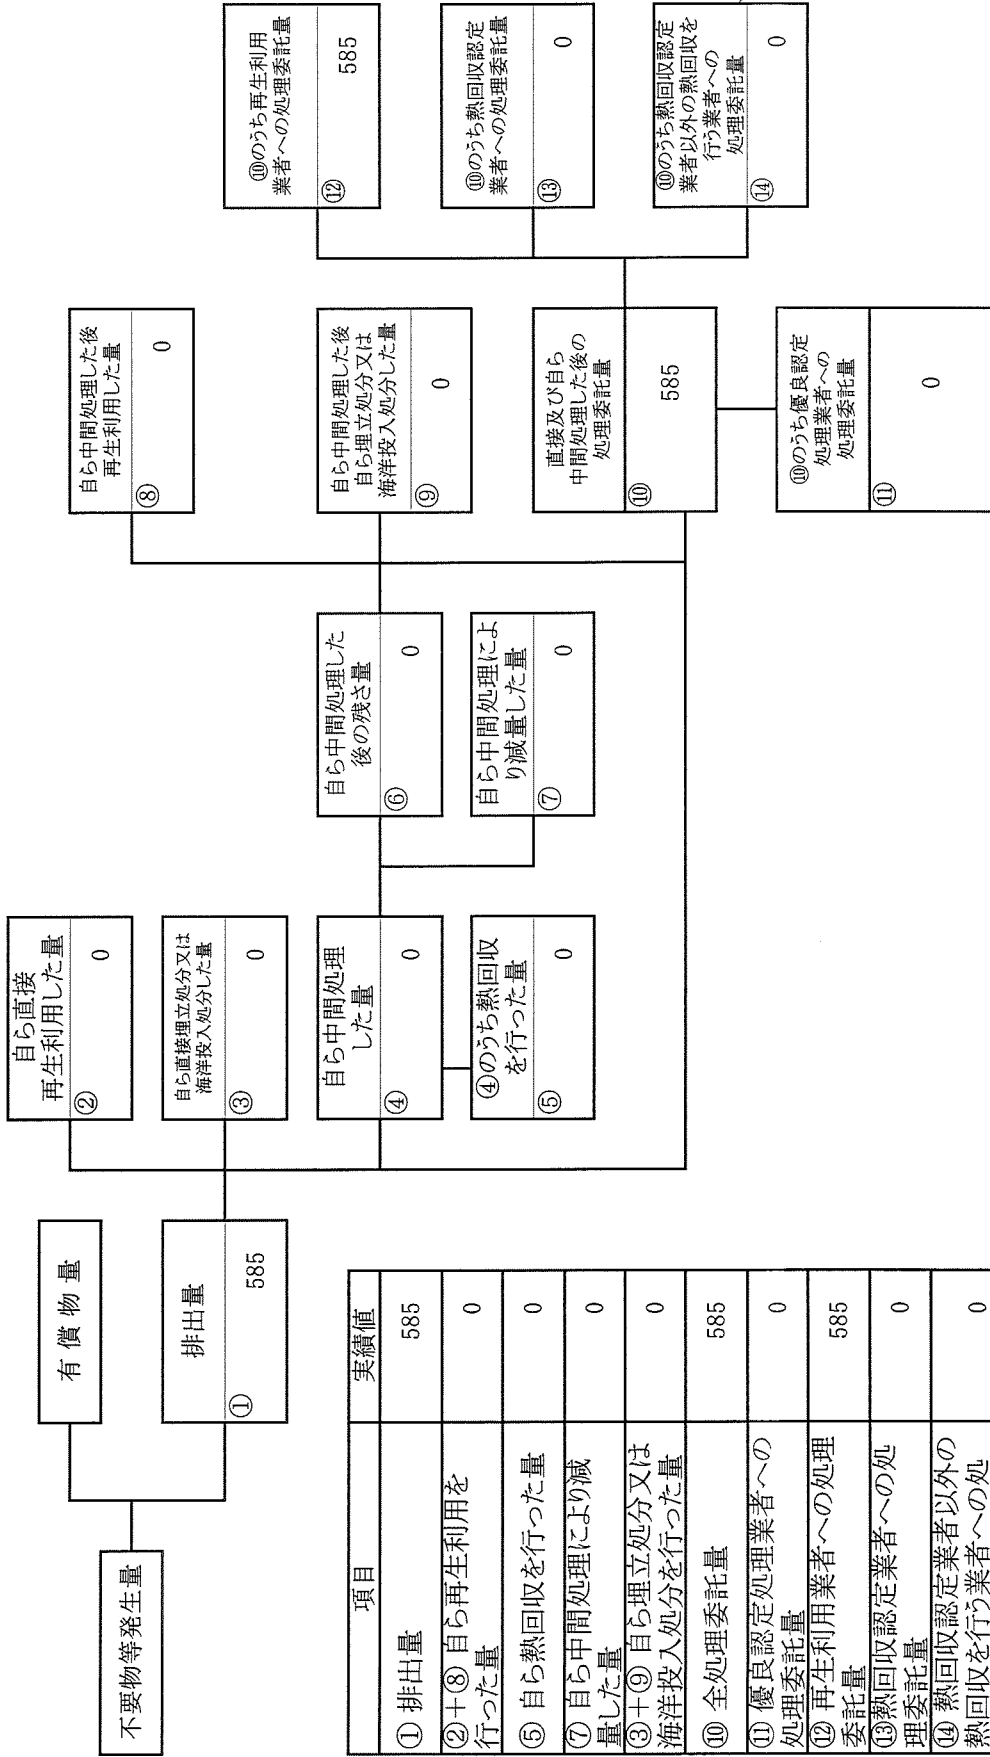 不要物等発生量
有償物量
排出量
① 585
自ら直接
再生利用した量
② 0
自ら直接埋立処分又は
海洋投入処分した量
③ 0
自ら中間処理
した量
④ 0
④のうち熱回収
を行った量
⑤ 0
自ら中間処理した
後の残さ量
⑥ 0
自ら中間処理によ
り減量した量
⑦ 0
自ら中間処理した後
再生利用した量
⑧ 0
自ら中間処理した後
自ら埋立処分又は
海洋投入処分した量
⑨ 0
直接及び自ら
中間処理した後の
処理委託量
⑩ 585
⑩のうち優良認定
処理業者への
処理委託量
⑪ 0
⑩のうち再生利用
業者への処理委託量
⑫ 585
⑩のうち熱回収認定
業者への処理委託量
⑬ 0
⑩のうち熱回収認定
業者以外の熱回収を
行う業者への
処理委託量
⑭ 0
項目 実績値
① 排出量 585
②+⑧ 自ら再生利用を
行った量 0
⑤ 自ら熱回収を行った量 0
⑦ 自ら中間処理により減
量した量 0
③+⑨ 自ら埋立処分又は
海洋投入処分を行った量 0
⑩ 全処理委託量 585
⑪ 優良認定処理業者への
処理委託量 0
⑫ 再生利用業者への処理
委託量 585
⑬熱回収認定業者への処
理委託量 0
⑭ 熱回収認定業者以外の
熱回収を行う業者への処 0